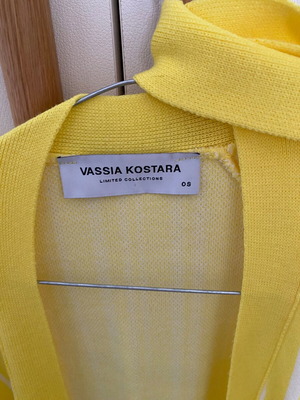 VASSIA KOSTARA
LIMITED COLLECTIONS
OS